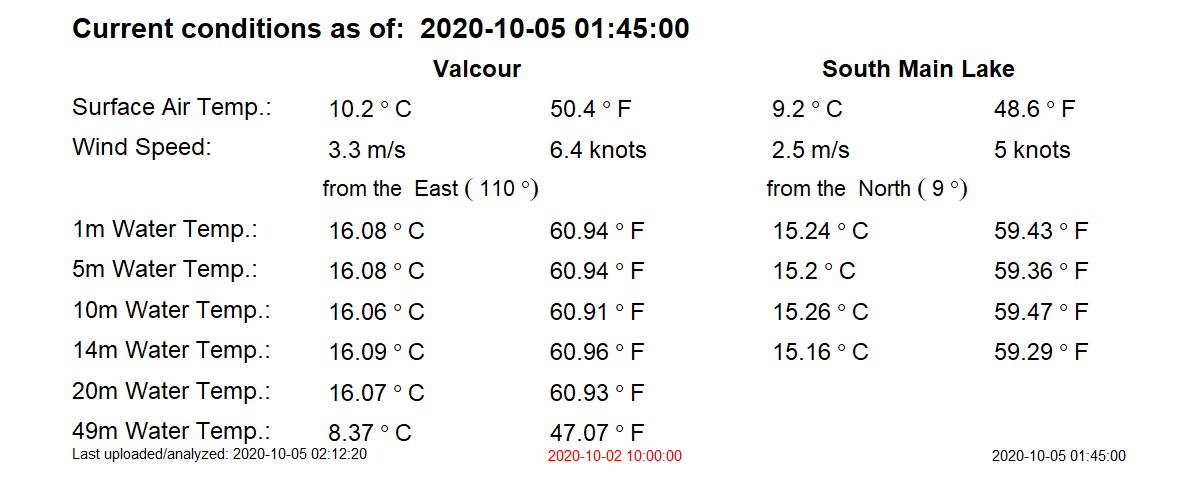 Current conditions as of: 2020-10-05 01:45:00
Valcour South Main Lake
Surface Air Temp.: 10.2 ° C 50.4 ° F 9.2 ° C 48.6 ° F
Wind Speed: 3.3 m/s 6.4 knots 2.5 m/s 5 knots
from the East ( 110 °) from the North ( 9 °)
1m Water Temp.: 16.08 ° C 60.94 ° F 15.24 ° C 59.43 ° F
5m Water Temp.: 16.08 ° C 60.94 ° F 15.2 ° C 59.36 ° F
10m Water Temp.: 16.06 ° C 60.91 ° F 15.26 ° C 59.47 ° F
14m Water Temp.: 16.09 ° C 60.96 ° F 15.16 ° C 59.29 ° F
20m Water Temp.: 16.07 ° C 60.93 ° F
49m Water Temp.: 8.37 ° C 47.07 ° F
Last uploaded/analyzed: 2020-10-05 02:12:20 2020-10-02 10:00:00 2020-10-05 01:45:00